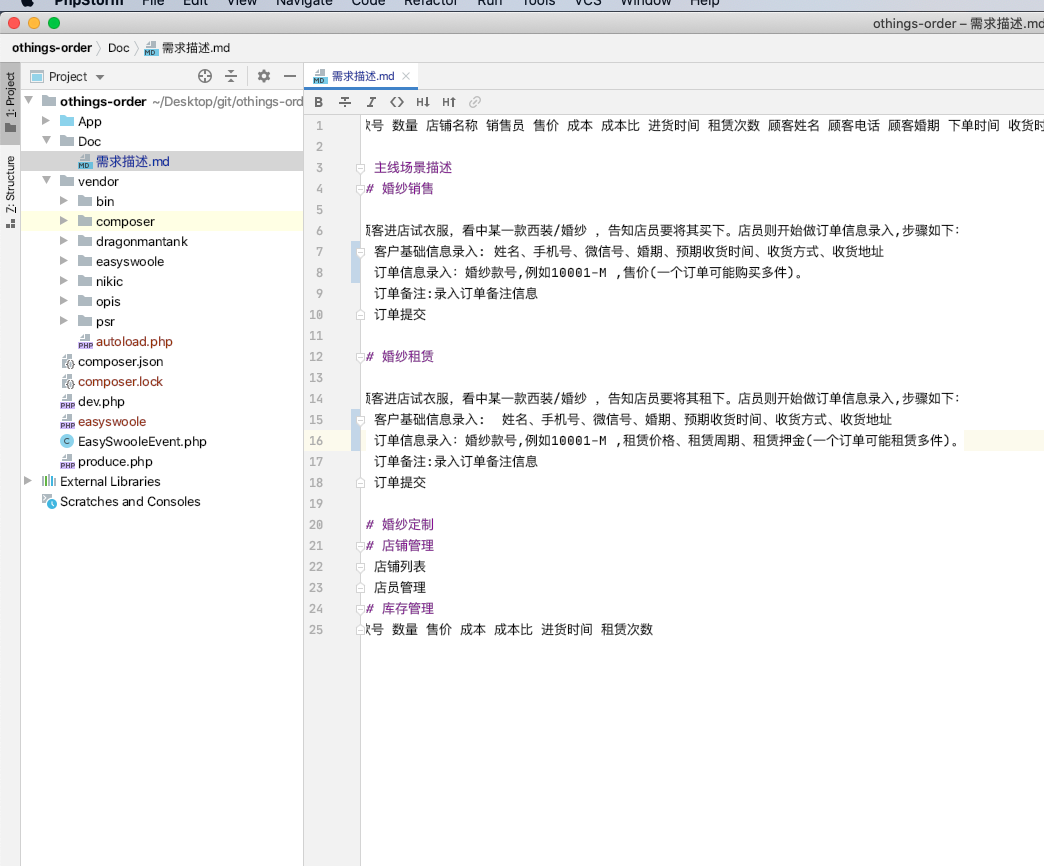 PhpStorm File Edit View Navigate Code Refactor Run Tools VCS Window Help
othings-order – 需求描述.md
othings-order Doc 需求描述.md
1: Project
Z: Structure
Project
othings-order ~/Desktop/git/othings-ord
App
Doc
需求描述.md
vendor
bin
composer
dragonmantank
easyswoole
nikic
opis
psr
autoload.php
composer.json
composer.lock
dev.php
easyswoole
EasySwooleEvent.php
produce.php
External Libraries
Scratches and Consoles
需求描述.md
B I H↓ H↑
1 款号 数量 店铺名称 销售员 售价 成本 成本比 进货时间 租赁次数 顾客姓名 顾客电话 顾客婚期 下单时间 收货时
2
3 主线场景描述
4 # 婚纱销售
5
6 顾客进店试衣服，看中某一款西装/婚纱 ，告知店员要将其买下。店员则开始做订单信息录入,步骤如下：
7 客户基础信息录入: 姓名、手机号、微信号、婚期、预期收货时间、收货方式、收货地址
8 订单信息录入：婚纱款号,例如10001-M ,售价(一个订单可能购买多件)。
9 订单备注:录入订单备注信息
10 订单提交
11
12 # 婚纱租赁
13
14 顾客进店试衣服，看中某一款西装/婚纱 ，告知店员要将其租下。店员则开始做订单信息录入,步骤如下：
15 客户基础信息录入: 姓名、手机号、微信号、婚期、预期收货时间、收货方式、收货地址
16 订单信息录入：婚纱款号,例如10001-M ,租赁价格、租赁周期、租赁押金(一个订单可能租赁多件)。
17 订单备注:录入订单备注信息
18 订单提交
19
20 # 婚纱定制
21 # 店铺管理
22 店铺列表
23 店员管理
24 # 库存管理
25 款号 数量 售价 成本 成本比 进货时间 租赁次数